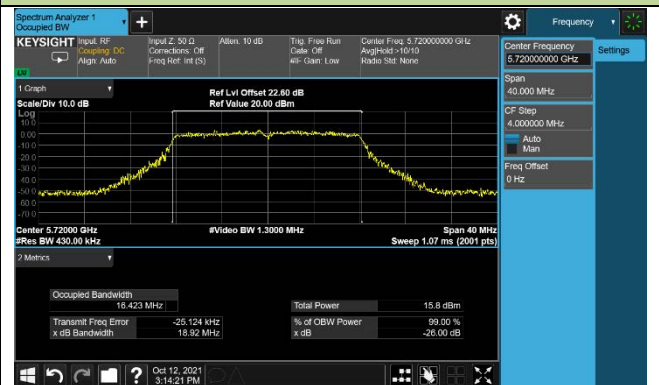 Spectrum Analyzer 1
Occupied BW
+
Frequency
KEYSIGHT
Input: RF
Coupling: DC
Align: Auto
Input Z: 50 Ω
Corrections: Off
Freq Ref: Int (S)
Atten: 10 dB
Trig: Free Run
Gate: Off
#IF Gain: Low
Center Freq: 5.720000000 GHz
Avg|Hold:>10/10
Radio Std: None
Center Frequency
5.720000000 GHz
Settings
Span
40.000 MHz
CF Step
4.000000 MHz
Auto
Man
Freq Offset
0 Hz
1 Graph
Scale/Div 10.0 dB
Ref Lvl Offset 22.60 dB
Ref Value 20.00 dBm
Log
10.0
0.00
-10.0
-20.0
-30.0
-40.0
-50.0
-60.0
-70.0
Center 5.72000 GHz
#Res BW 430.00 kHz
#Video BW 1.3000 MHz
Span 40 MHz
Sweep 1.07 ms (2001 pts)
2 Metrics
Occupied Bandwidth
16.423 MHz
Total Power 15.8 dBm
Transmit Freq Error -25.124 kHz
% of OBW Power 99.00 %
x dB Bandwidth 18.92 MHz
x dB -26.00 dB
?
Oct 12, 2021
3:14:21 PM